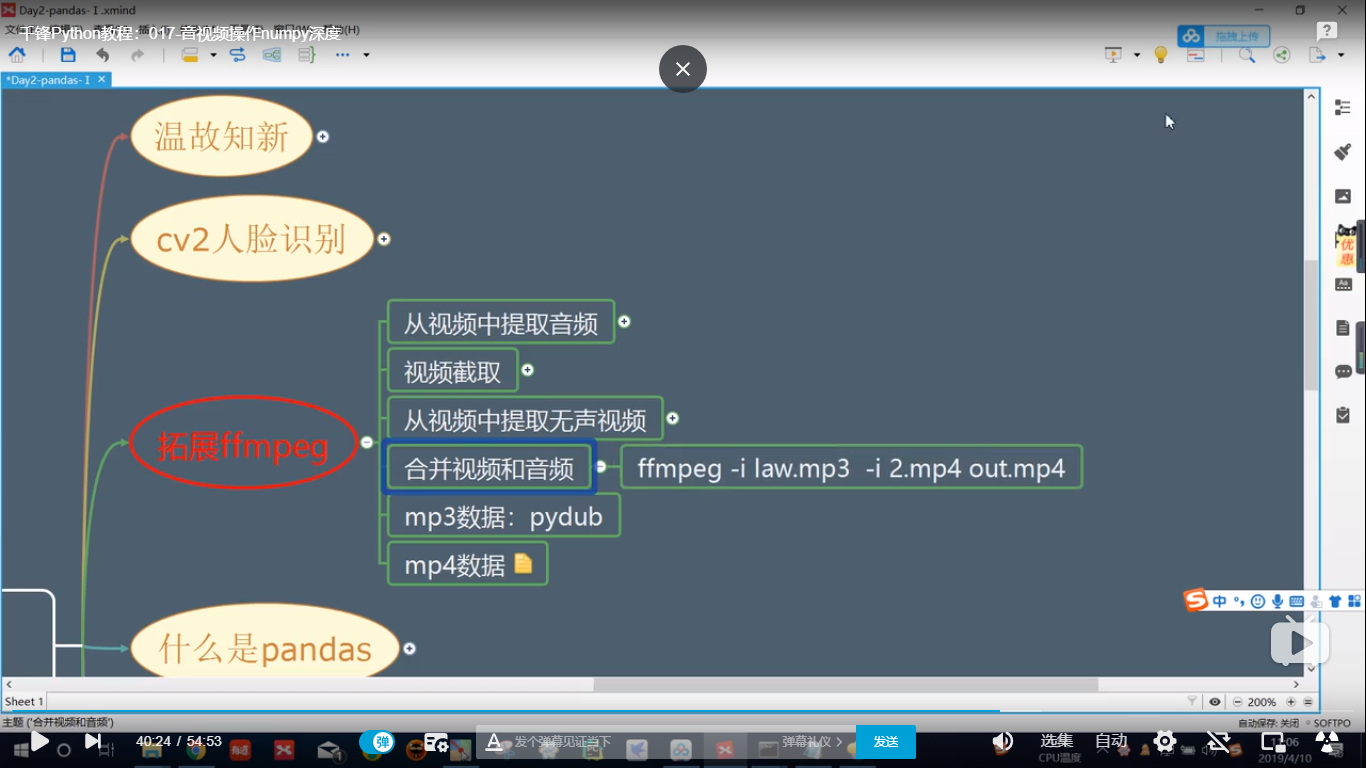 Day2-pandas- I .xmind
千锋Python教程：017-音视频操作numpy深度
拖拽上传
*Day2-pandas- I
温故知新
cv2人脸识别
优惠
从视频中提取音频
视频截取
从视频中提取无声视频
拓展ffmpeg
合并视频和音频
ffmpeg -i law.mp3 -i 2.mp4 out.mp4
mp3数据：pydub
mp4数据
中
什么是pandas
Sheet 1
200%
主题 ('合并视频和音频')
自动保存: 关闭
SOFTPO
40:24 / 54:53
弹
发个弹幕见证当下
弹幕礼仪
发送
选集
自动
CPU温度
2019/4/10